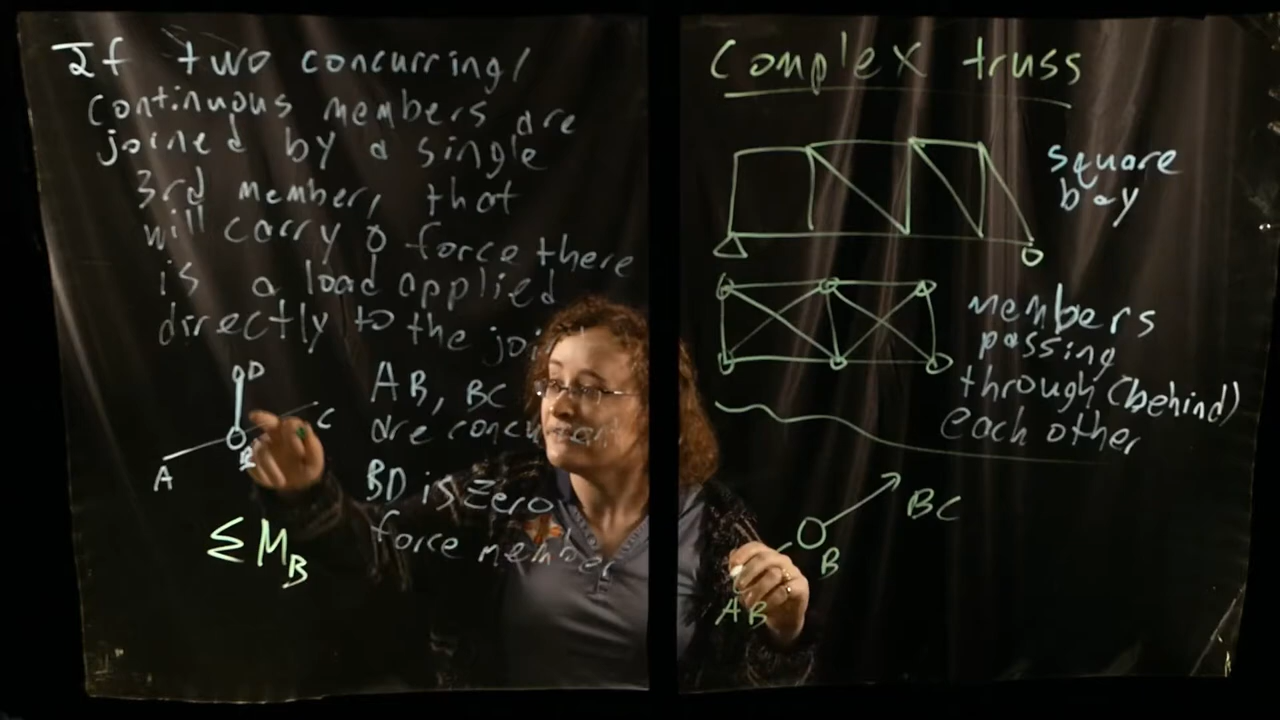 If two concurring/
continuous members are
joined by a single
3rd member, that
will carry 0 force there
is a load applied
directly to the
D
C
B
A
AB, BC
are
BD is zero
force member
ΣM_B
Complex truss
square
bay
members
passing
through (behind)
each other
BC
B
AB